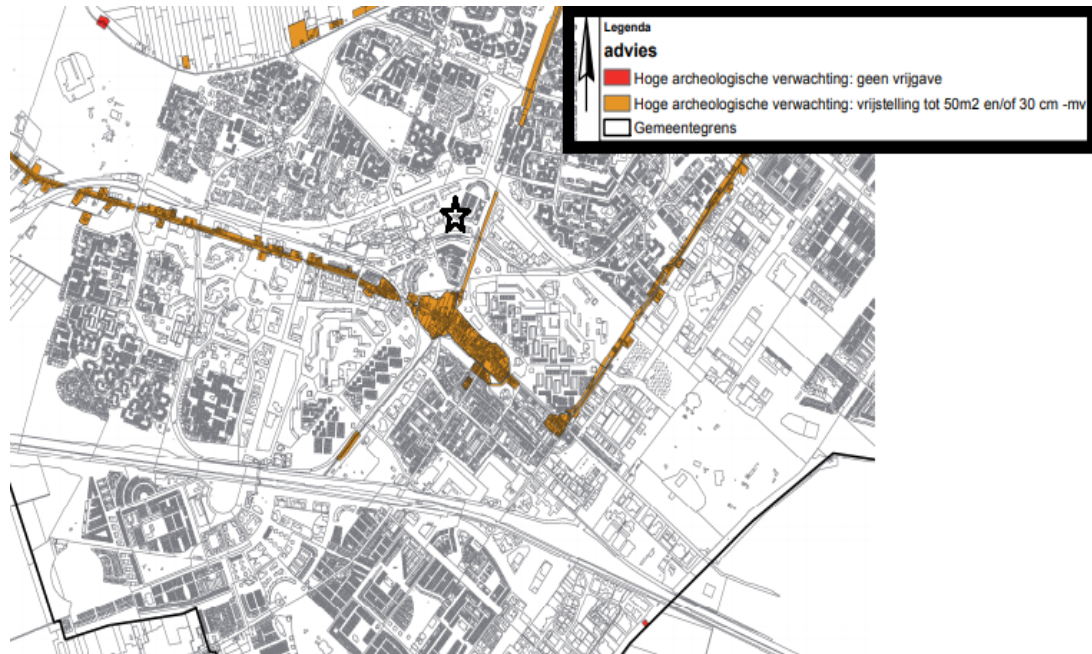 Legenda
advies
Hoge archeologische verwachting: geen vrijgave
Hoge archeologische verwachting: vrijstelling tot 50m2 en/of 30 cm -mv
Gemeentegrens